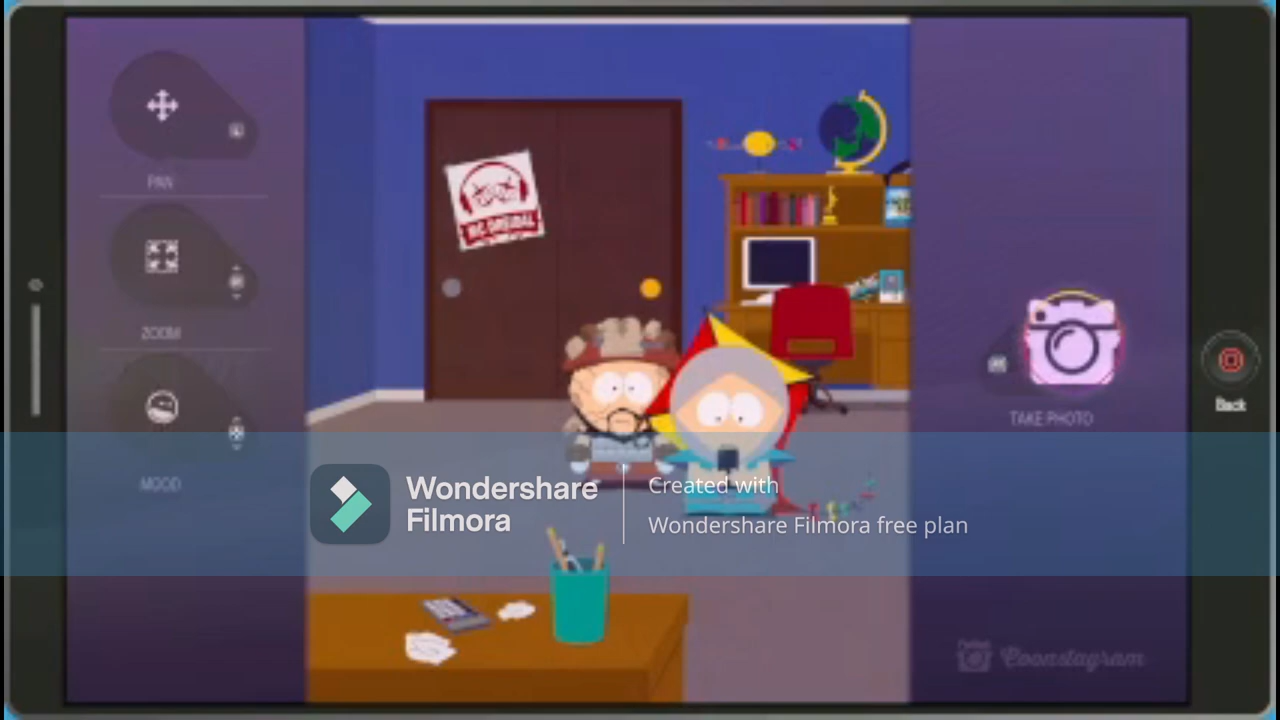 PAN
ZOOM
TAKE PHOTO
Back
MOOD
Wondershare
Filmora
Created with
Wondershare Filmora free plan
Coonstagram